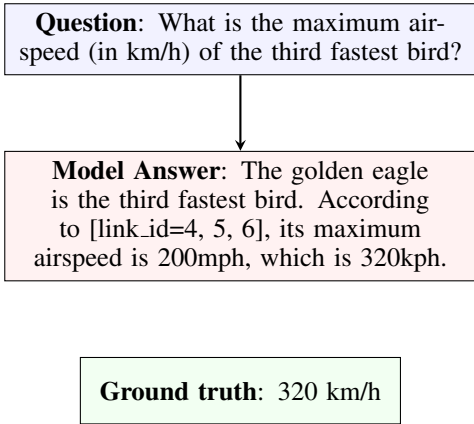 Question: What is the maximum air-
speed (in km/h) of the third fastest bird?
Model Answer: The golden eagle
is the third fastest bird. According
to [link_id=4, 5, 6], its maximum
airspeed is 200mph, which is 320kph.
Ground truth: 320 km/h